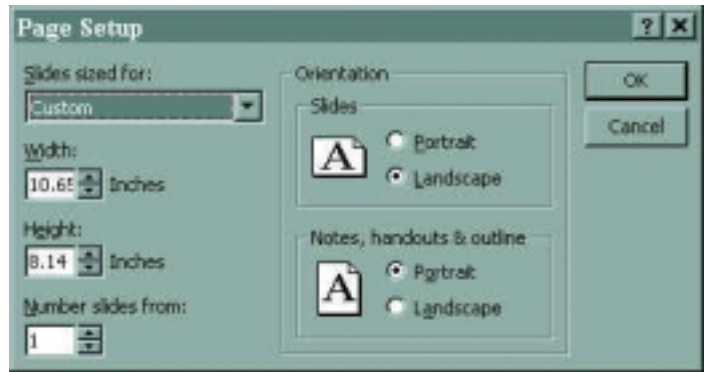 Page Setup
Slides sized for:
Custom
Width:
10.65 Inches
Height:
8.14 Inches
Number slides from:
1
Orientation
Slides
A
Portrait
Landscape
Notes, handouts & outline
A
Portrait
Landscape
OK
Cancel